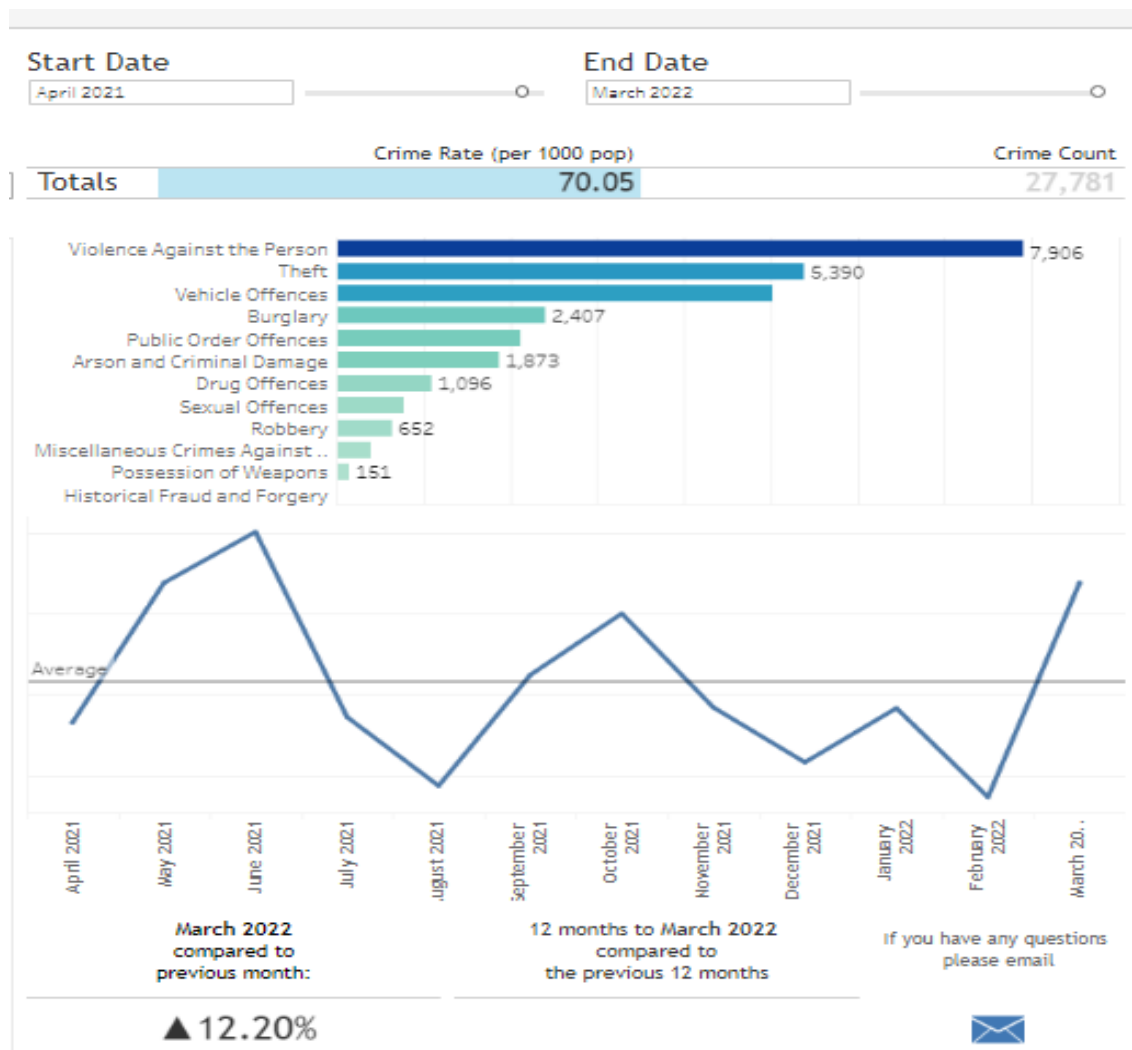 Start Date
End Date
April 2021
March 2022
Crime Rate (per 1000 pop)
Crime Count
Totals
70.05
27,781
Violence Against the Person
7,906
Theft
5,390
Vehicle Offences
Burglary
2,407
Public Order Offences
Arson and Criminal Damage
1,873
Drug Offences
1,096
Sexual Offences
Robbery
652
Miscellaneous Crimes Against ..
Possession of Weapons
151
Historical Fraud and Forgery
Average
April 2021
May 2021
June 2021
July 2021
ugust 2021
September
2021
October
2021
November
2021
December
2021
January
2022
February
2022
March 20..
March 2022
compared to
previous month:
12 months to March 2022
compared to
the previous 12 months
If you have any questions
please email
▲12.20%